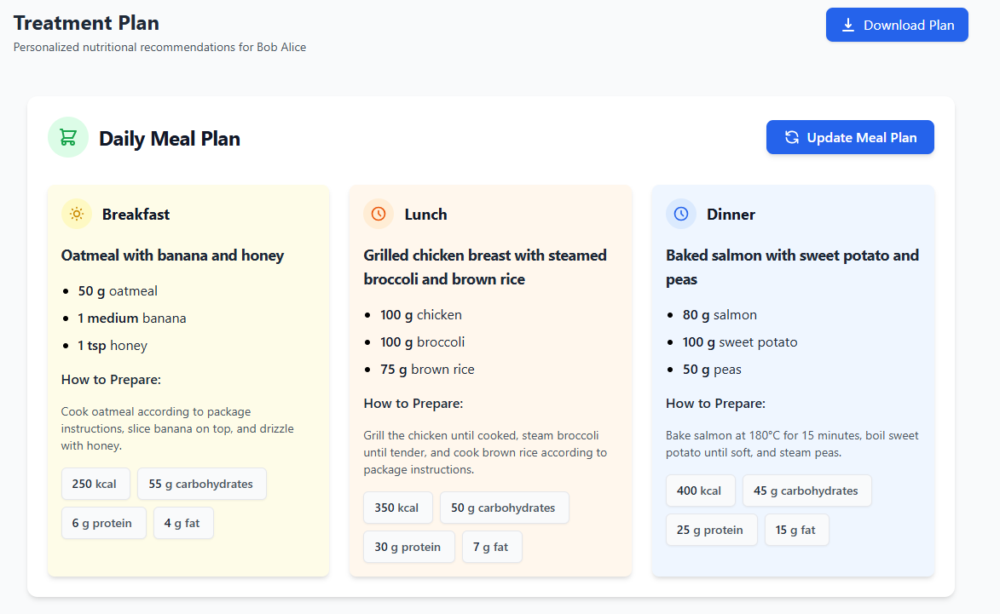 Treatment Plan
Personalized nutritional recommendations for Bob Alice
Download Plan
Daily Meal Plan
Update Meal Plan
Breakfast
Oatmeal with banana and honey
50 g oatmeal
1 medium banana
1 tsp honey
How to Prepare:
Cook oatmeal according to package
instructions, slice banana on top, and drizzle
with honey.
250 kcal
55 g carbohydrates
6 g protein
4 g fat
Lunch
Grilled chicken breast with steamed
broccoli and brown rice
100 g chicken
100 g broccoli
75 g brown rice
How to Prepare:
Grill the chicken until cooked, steam broccoli
until tender, and cook brown rice according to
package instructions.
350 kcal
50 g carbohydrates
30 g protein
7 g fat
Dinner
Baked salmon with sweet potato and
peas
80 g salmon
100 g sweet potato
50 g peas
How to Prepare:
Bake salmon at 180°C for 15 minutes, boil sweet
potato until soft, and steam peas.
400 kcal
45 g carbohydrates
25 g protein
15 g fat